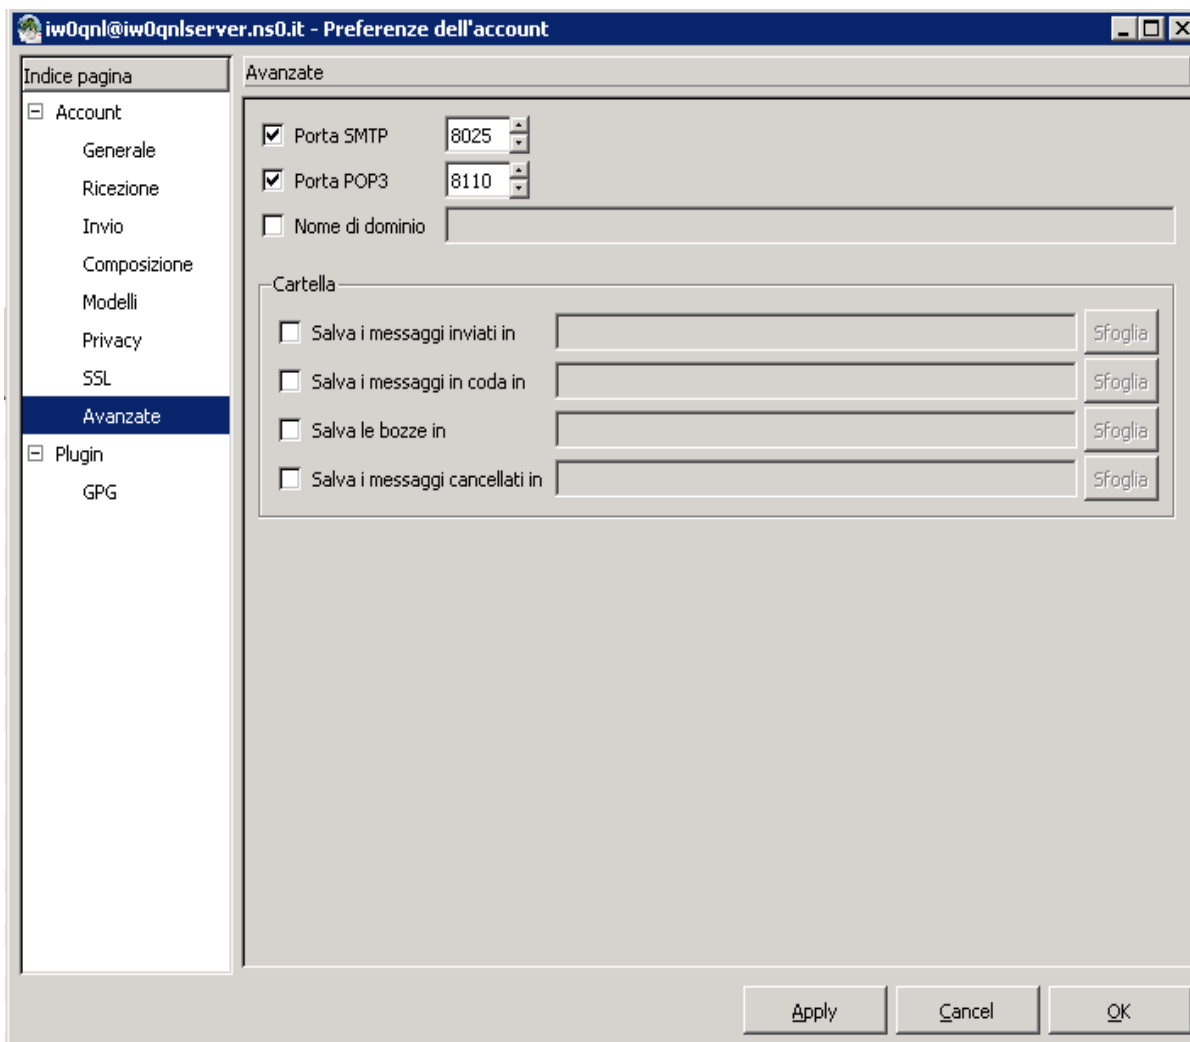 iw0qnl@iw0qnlserver.ns0.it - Preferenze dell'account
Indice pagina
Account
Generale
Ricezione
Invio
Composizione
Modelli
Privacy
SSL
Avanzate
Plugin
GPG
Avanzate
Porta SMTP 8025
Porta POP3 8110
Nome di dominio
Cartella
Salva i messaggi inviati in Sfoglia
Salva i messaggi in coda in Sfoglia
Salva le bozze in Sfoglia
Salva i messaggi cancellati in Sfoglia
Apply Cancel OK